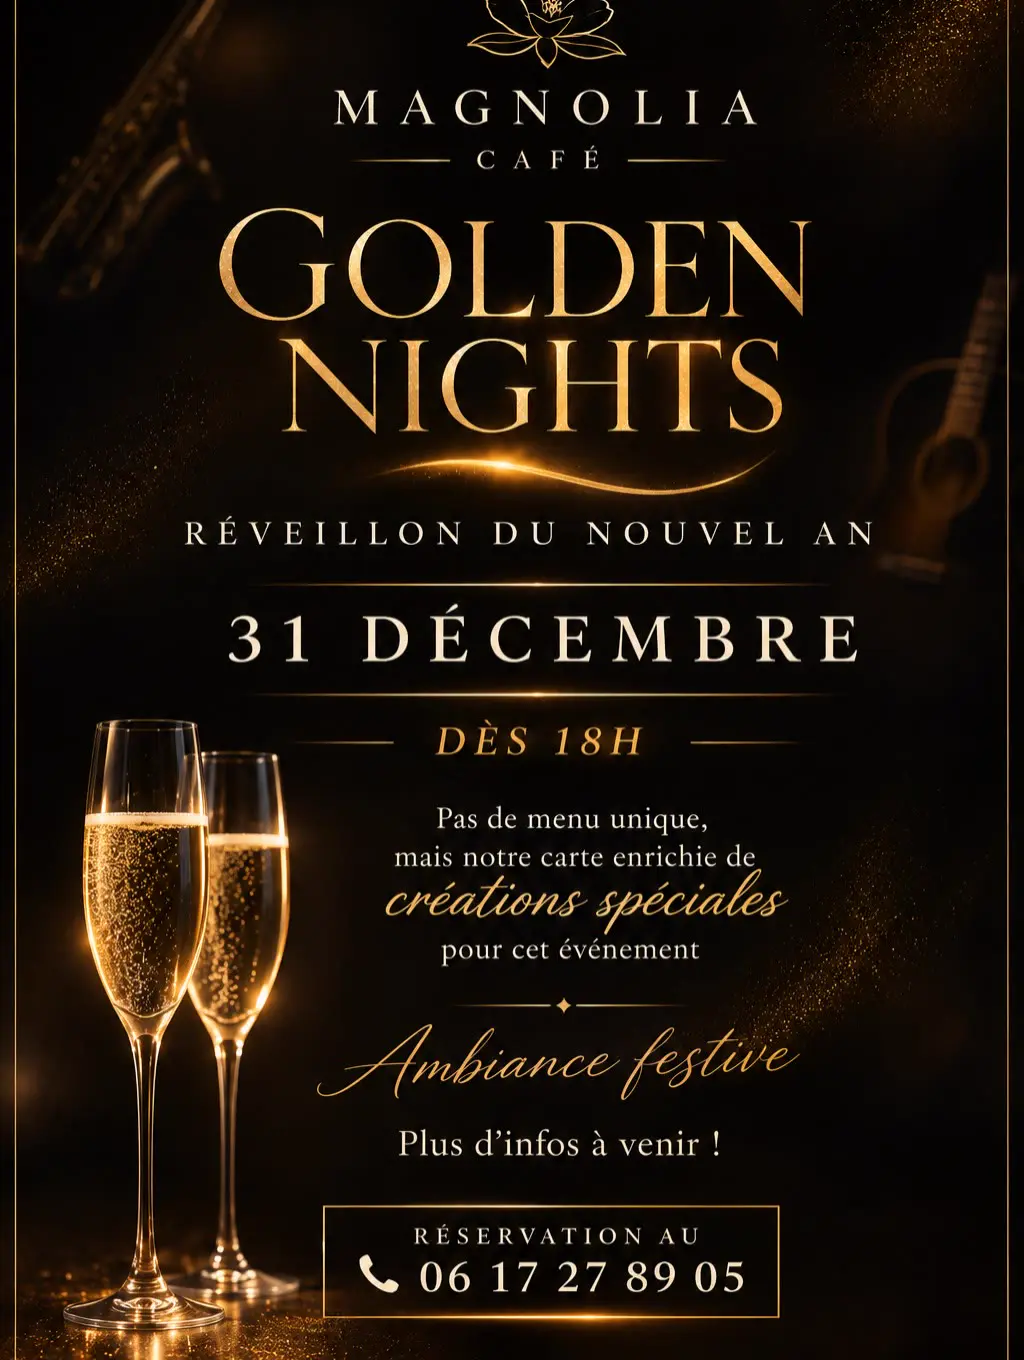 MAGNOLIA
CAFÉ
GOLDEN
NIGHTS
RÉVEILLON DU NOUVEL AN
31 DÉCEMBRE
DÈS 18H
Pas de menu unique,
mais notre carte enrichie de
créations spéciales
pour cet événement
Ambiance festive
Plus d’infos à venir !
RÉSERVATION AU
06 17 27 89 05